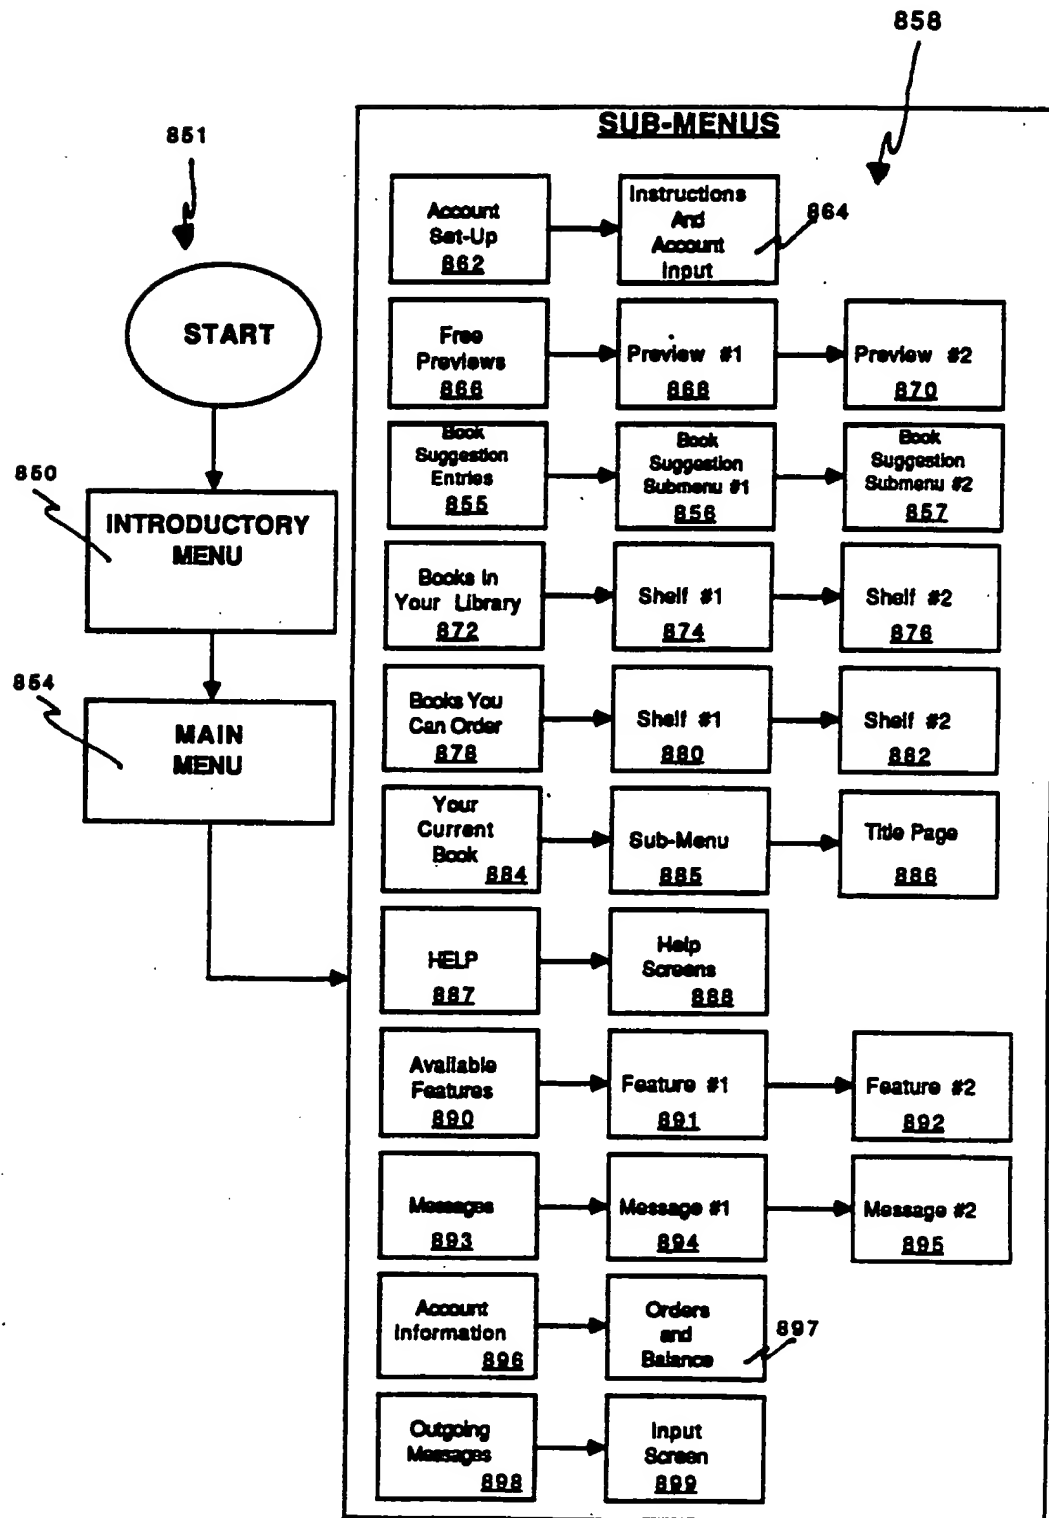 858
SUB-MENUS
851
START
850
INTRODUCTORY
MENU
854
MAIN
MENU
Account
Set-Up
862
Instructions
And
Account
Input
864
Free
Previews
866
Preview #1
868
Preview #2
870
Book
Suggestion
Entries
855
Book
Suggestion
Submenu #1
856
Book
Suggestion
Submenu #2
857
Books In
Your Library
872
Shelf #1
874
Shelf #2
876
Books You
Can Order
878
Shelf #1
880
Shelf #2
882
Your
Current
Book
884
Sub-Menu
885
Title Page
886
HELP
887
Help
Screens
888
Available
Features
890
Feature #1
891
Feature #2
892
Messages
893
Message #1
894
Message #2
895
Account
Information
896
Orders
and
Balance
897
Outgoing
Messages
898
Input
Screen
899